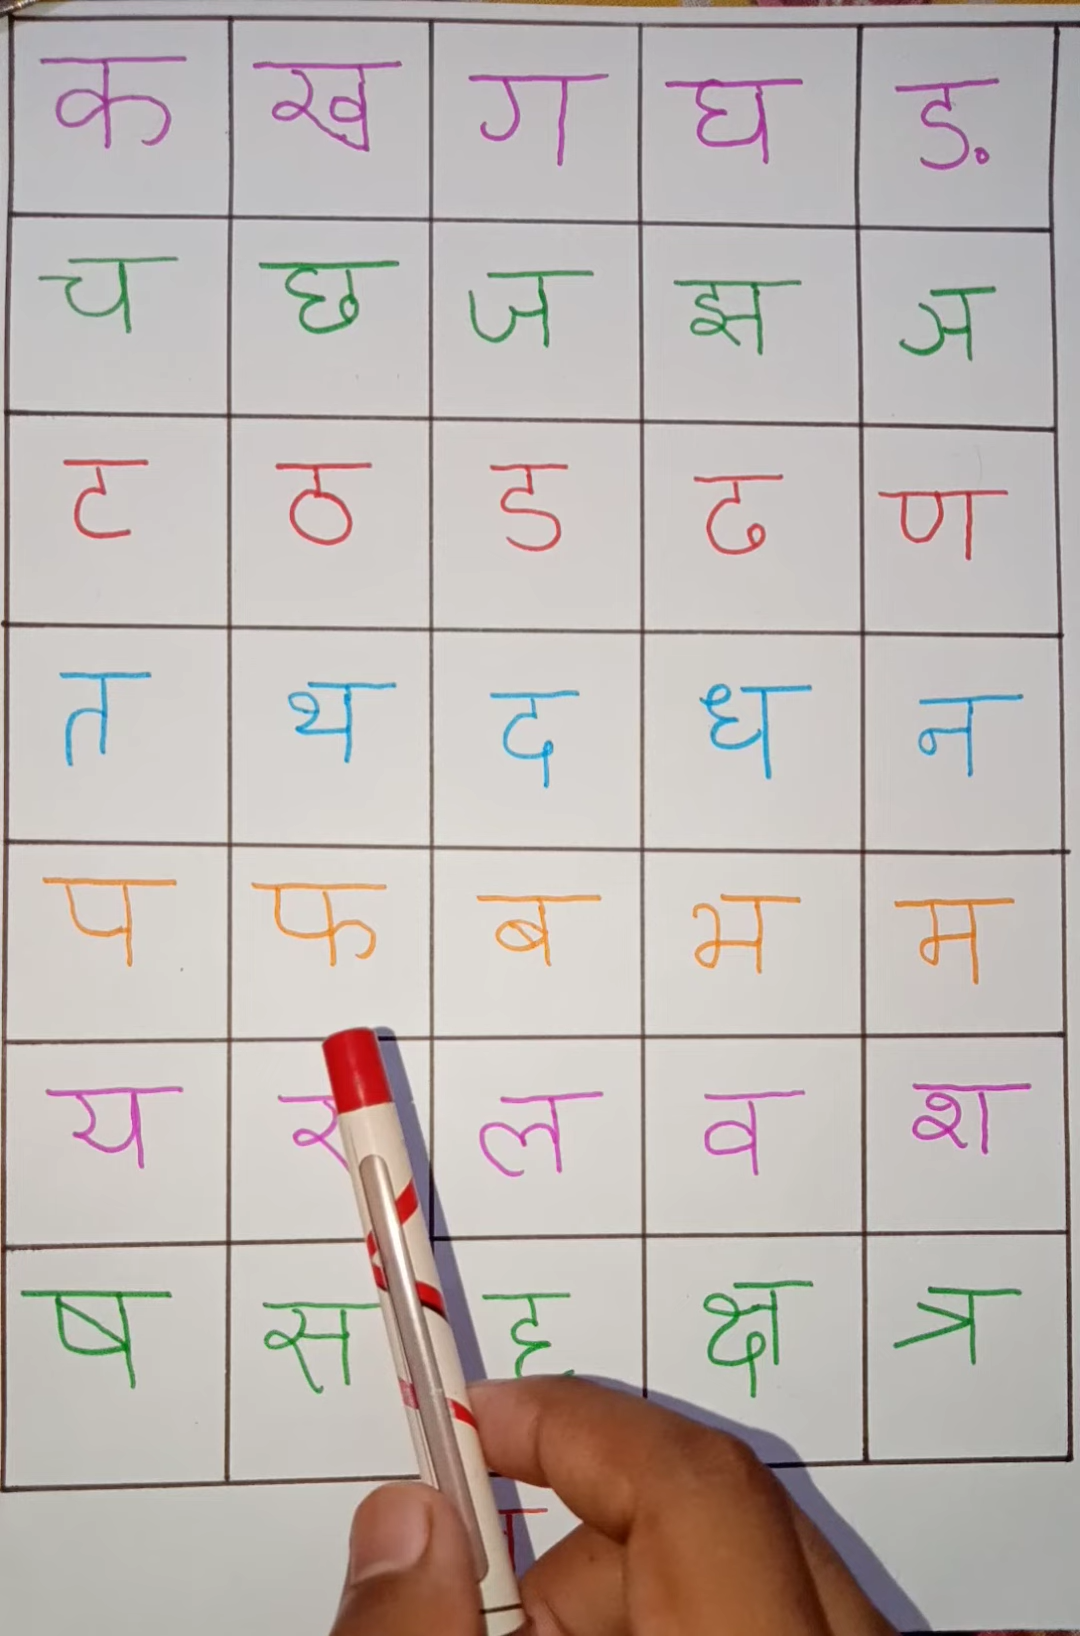 क ख ग घ ङ
च छ ज झ ञ
ट ठ ड ढ ण
त थ द ध न
प फ ब भ म
य र ल व श
ष स ह क्ष त्र